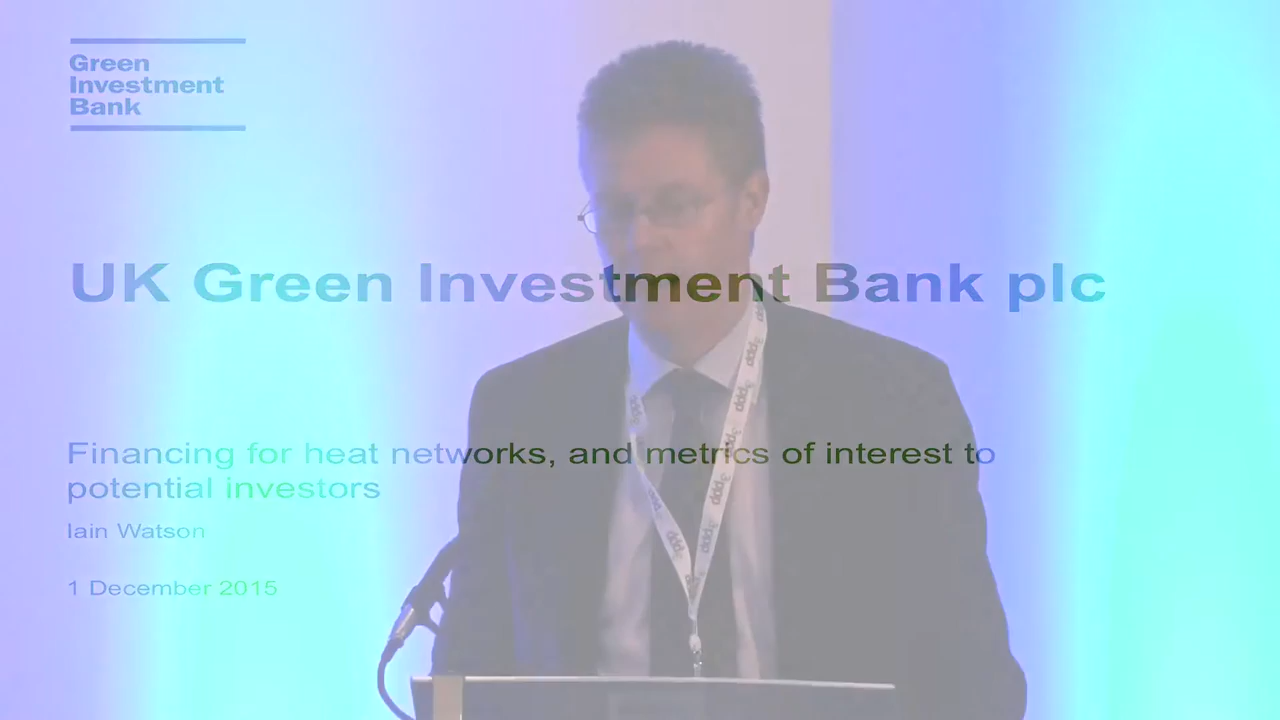 Green
Investment
Bank
UK Green Investment Bank plc
Financing for heat networks, and metrics of interest to
potential investors
Iain Watson
1 December 2015